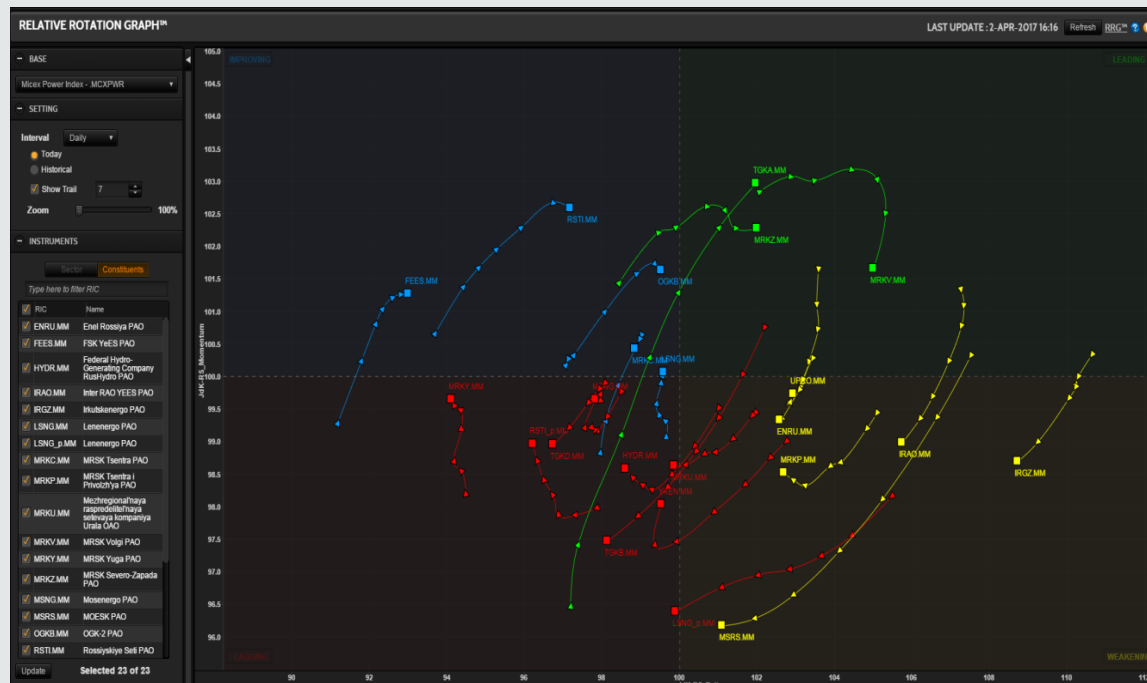 RELATIVE ROTATION GRAPH™
LAST UPDATE : 2-APR-2017 16:16 Refresh RRG™ ?
− BASE
Micex Power Index - .MCXPWR
− SETTING
Interval Daily
Today
Historical
Show Trail 7
Zoom 100%
− INSTRUMENTS
Sector Constituents
Type here to filter RIC
RIC Name
ENRU.MM Enel Rossiya PAO
FEES.MM FSK YeES PAO
HYDR.MM Federal Hydro-
Generating Company
RusHydro PAO
IRAO.MM Inter RAO YEES PAO
IRGZ.MM Irkutskenergo PAO
LSNG.MM Lenenergo PAO
LSNG_p.MM Lenenergo PAO
MRKC.MM MRSK Tsentra PAO
MRKP.MM MRSK Tsentra i
Privolzh'ya PAO
MRKU.MM Mezhregional'naya
raspredelitel'naya
setevaya kompaniya
Urala OAO
MRKV.MM MRSK Volgi PAO
MRKY.MM MRSK Yuga PAO
MRKZ.MM MRSK Severo-Zapada
PAO
MSNG.MM Mosenergo PAO
MSRS.MM MOESK PAO
OGKB.MM OGK-2 PAO
RSTI.MM Rossiyskiye Seti PAO
Update Selected 23 of 23
IMPROVING
LEADING
JdK-RS_Momentum
105.0
104.5
104.0
103.5
103.0
102.5
102.0
101.5
101.0
100.5
100.0
99.5
99.0
98.5
98.0
97.5
97.0
96.5
96.0
TGKA.MM
RSTI.MM
MRKZ.MM
FEES.MM
OGKB.MM
MRKV.MM
LSNG.MM
MRKY.MM
UPRO.MM
ENRU.MM
RSTI_p.MM
TGKD.MM
HYDR.MM
MRKP.MM
IRAO.MM
IRGZ.MM
TGKB.MM
LSNG_p.MM
MSRS.MM
LAGGING
WEAKENING
90 92 94 96 98 100 102 104 106 108 110